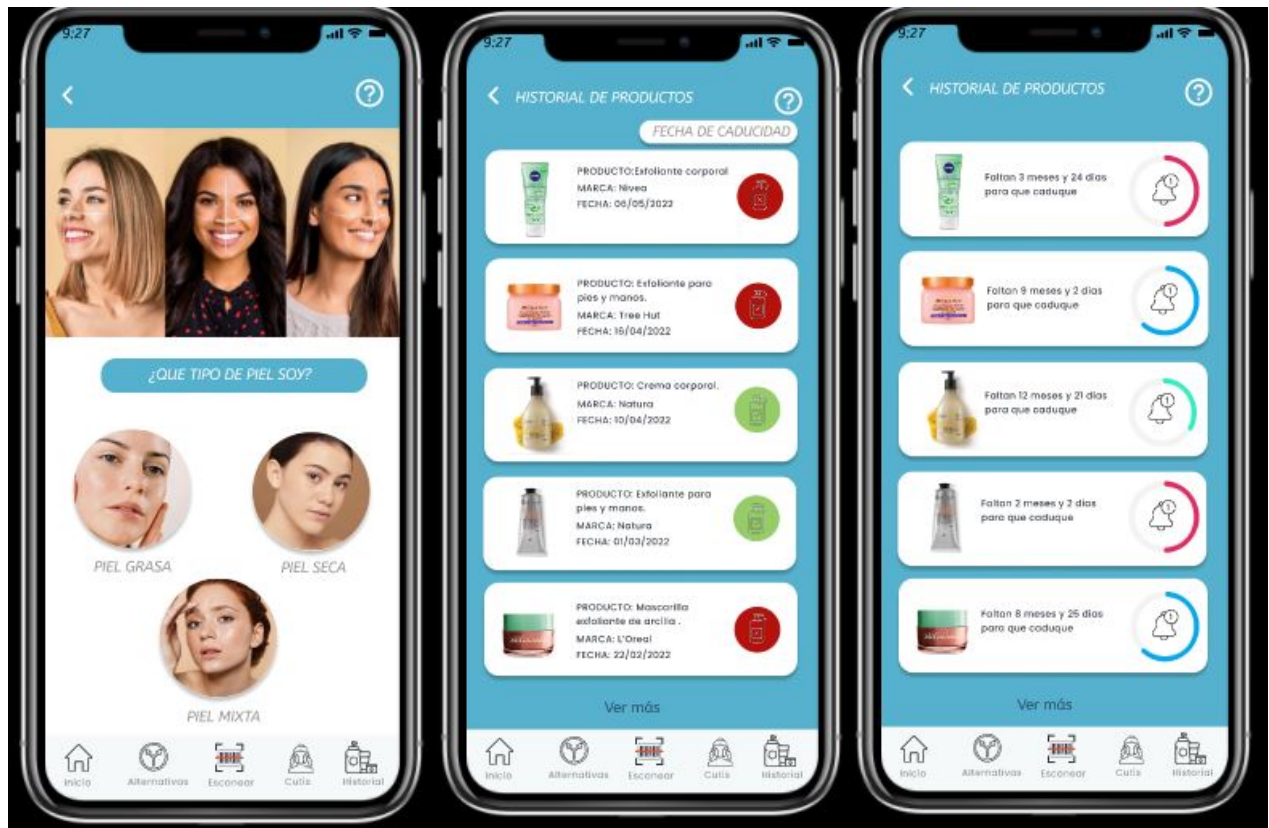 9:27
¿QUE TIPO DE PIEL SOY?
PIEL GRASA
PIEL SECA
PIEL MIXTA
Inicio
Alternativas
Esconear
Cutis
Historial
9:27
HISTORIAL DE PRODUCTOS
FECHA DE CADUCIDAD
PRODUCTO:Exfoliante corporal
MARCA: Nivea
FECHA: 06/05/2022
PRODUCTO: Exfoliante para
pies y manos.
MARCA: Tree Hut
FECHA: 16/04/2022
PRODUCTO: Crema corporal.
MARCA: Natura
FECHA: 10/04/2022
PRODUCTO: Exfoliante para
pies y manos.
MARCA: Natura
FECHA: 01/03/2022
PRODUCTO: Mascarilla
exfoliante de arcilla .
MARCA: L'Oreal
FECHA: 22/02/2022
Ver más
Inicio
Alternativas
Esconear
Cutis
Historial
9:27
HISTORIAL DE PRODUCTOS
Faltan 3 meses y 24 días
para que caduque
Faltan 9 meses y 2 días
para que caduque
Faltan 12 meses y 21 días
para que caduque
Faltan 2 meses y 2 días
para que caduque
Faltan 8 meses y 25 días
para que caduque
Ver más
Inicio
Alternativas
Esconear
Cutis
Historial